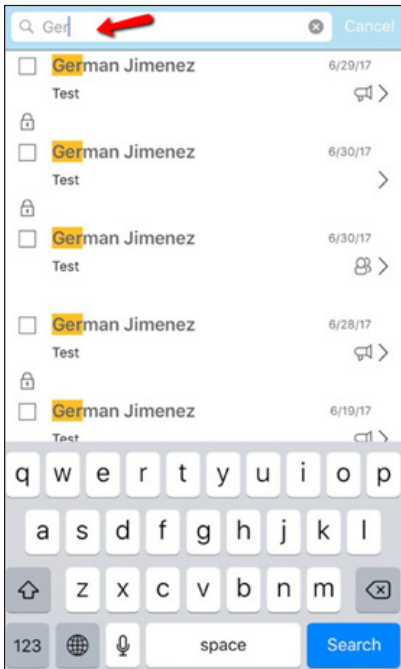 Ger
Cancel
German Jimenez
6/29/17
Test
German Jimenez
6/30/17
Test
German Jimenez
6/30/17
Test
German Jimenez
6/28/17
Test
German Jimenez
6/19/17
Test
q w e r t y u i o p
a s d f g h j k l
z x c v b n m
123 space Search